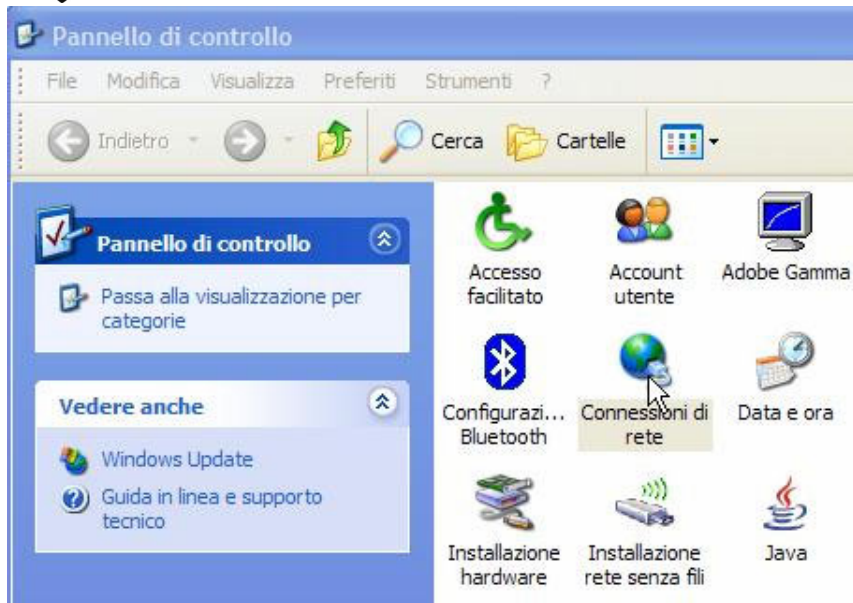 Pannello di controllo
File Modifica Visualizza Preferiti Strumenti ?
Indietro Cerca Cartelle
Pannello di controllo
Passa alla visualizzazione per
categorie
Vedere anche
Windows Update
Guida in linea e supporto
tecnico
Accesso
facilitato
Account
utente
Adobe Gamma
Configurazi...
Bluetooth
Connessioni di
rete
Data e ora
Installazione
hardware
Installazione
rete senza fili
Java